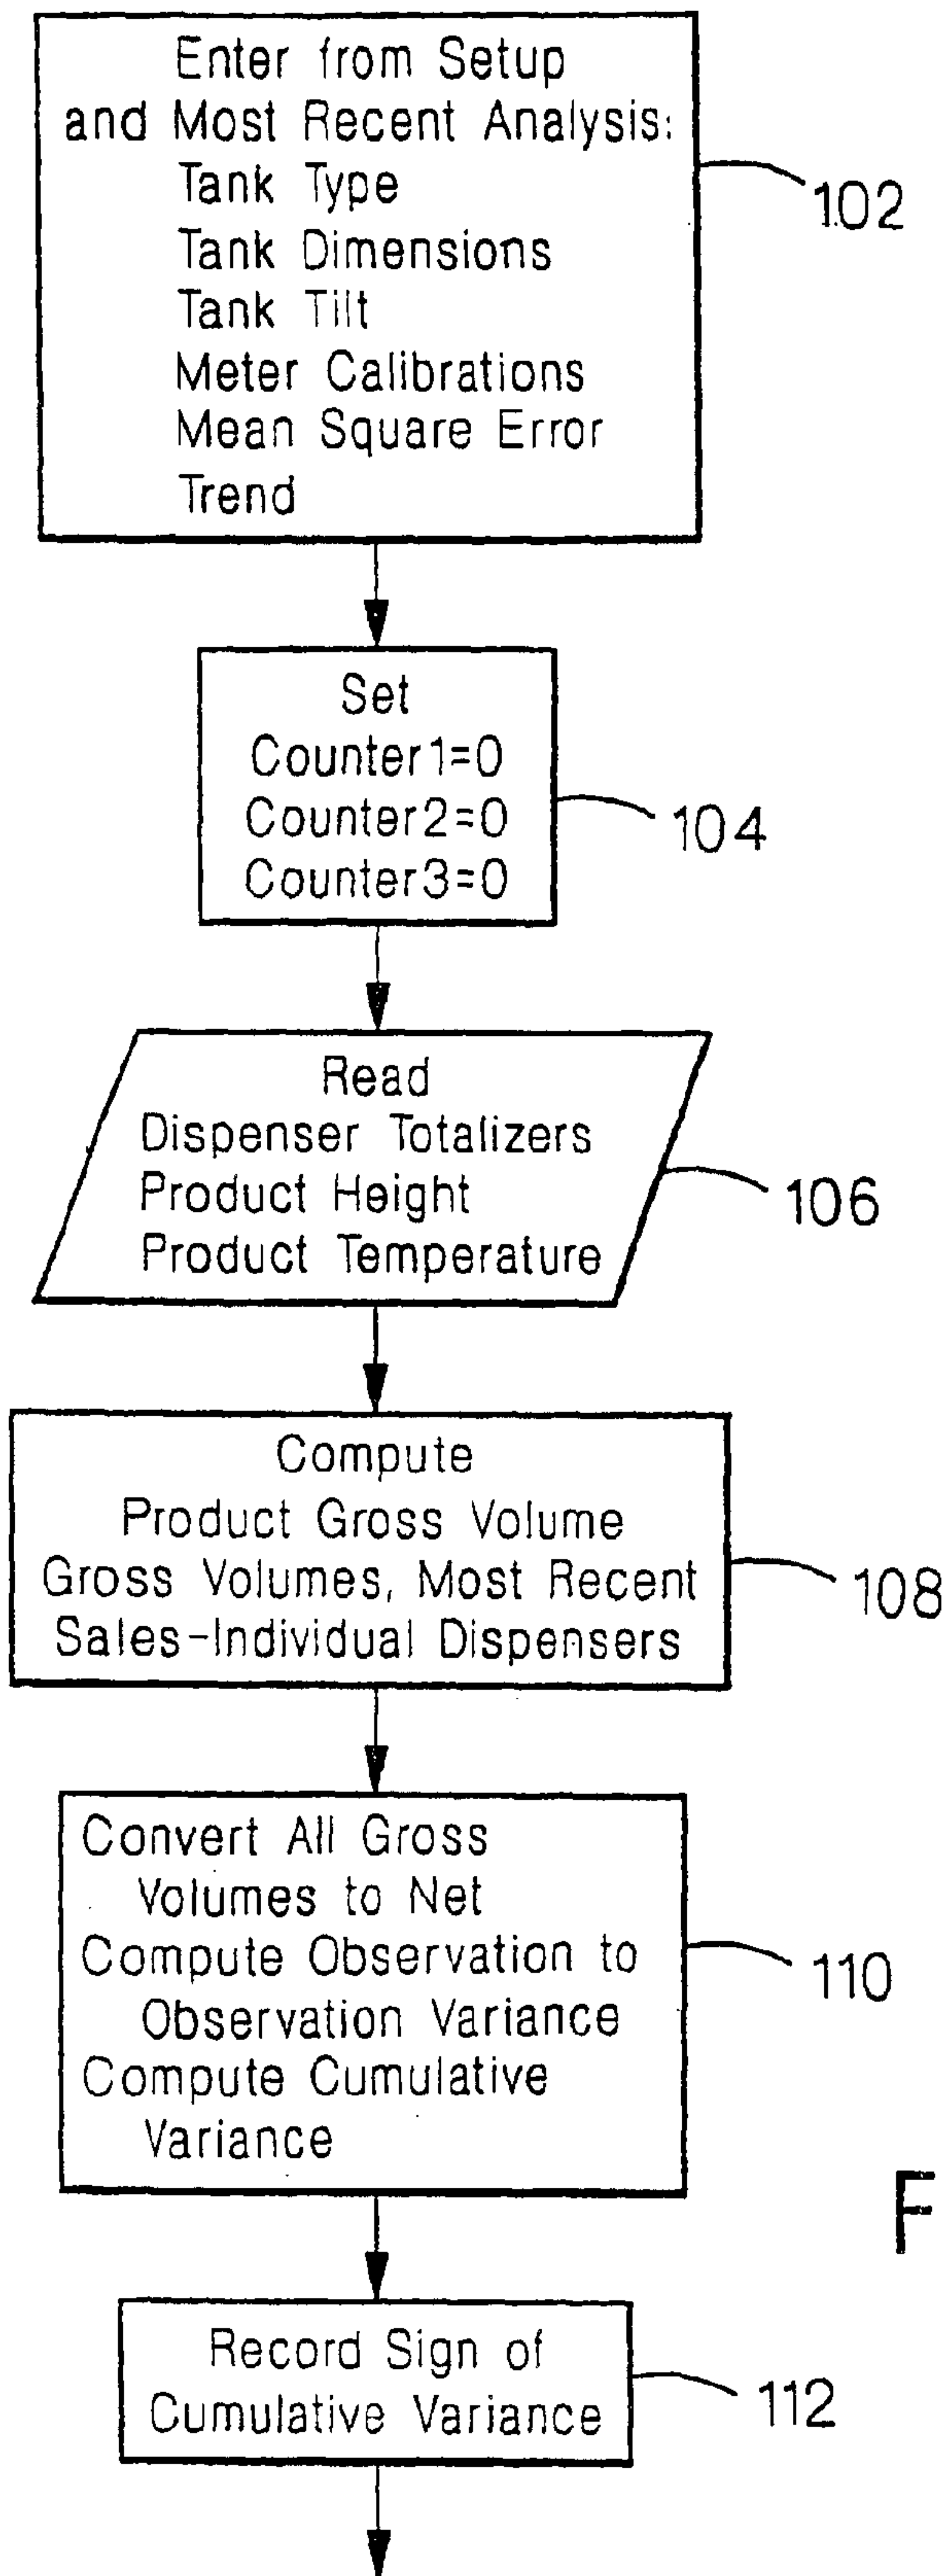 Enter from Setup
and Most Recent Analysis:
Tank Type
Tank Dimensions
Tank Tilt
Meter Calibrations
Mean Square Error
Trend
102
Set
Counter1=0
Counter2=0
Counter3=0
104
Read
Dispenser Totalizers
Product Height
Product Temperature
106
Compute
Product Gross Volume
Gross Volumes, Most Recent
Sales-Individual Dispensers
108
Convert All Gross
Volumes to Net
Compute Observation to
Observation Variance
Compute Cumulative
Variance
110
F
Record Sign of
Cumulative Variance
112